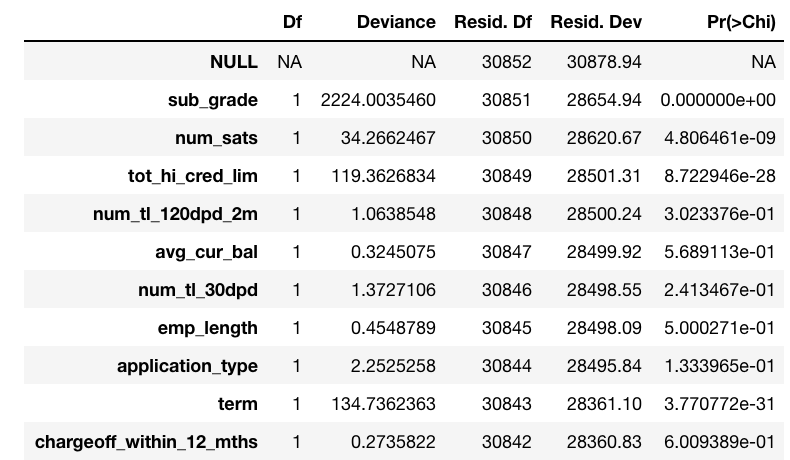 Df Deviance Resid. Df Resid. Dev Pr(>Chi)
NULL NA NA 30852 30878.94 NA
sub_grade 1 2224.0035460 30851 28654.94 0.000000e+00
num_sats 1 34.2662467 30850 28620.67 4.806461e-09
tot_hi_cred_lim 1 119.3626834 30849 28501.31 8.722946e-28
num_tl_120dpd_2m 1 1.0638548 30848 28500.24 3.023376e-01
avg_cur_bal 1 0.3245075 30847 28499.92 5.689113e-01
num_tl_30dpd 1 1.3727106 30846 28498.55 2.413467e-01
emp_length 1 0.4548789 30845 28498.09 5.000271e-01
application_type 1 2.2525258 30844 28495.84 1.333965e-01
term 1 134.7362363 30843 28361.10 3.770772e-31
chargeoff_within_12_mths 1 0.2735822 30842 28360.83 6.009389e-01